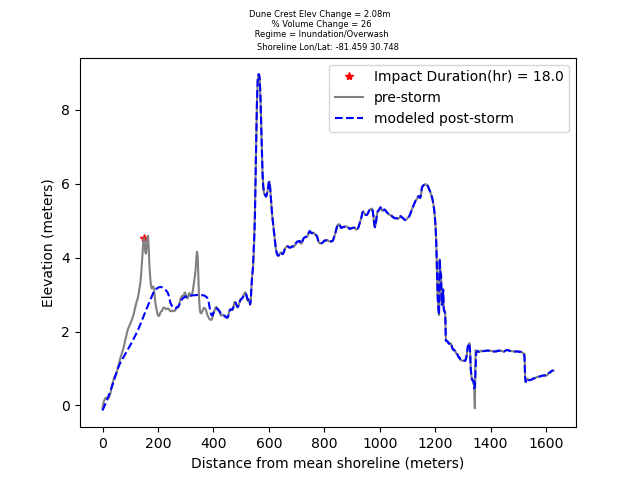 Dune Crest Elev Change = 2.08m
% Volume Change = 26
Regime = Inundation/Overwash
Shoreline Lon/Lat: -81.459 30.748
Impact Duration(hr) = 18.0
pre-storm
modeled post-storm
Elevation (meters)
8
6
4
2
0
0 200 400 600 800 1000 1200 1400 1600
Distance from mean shoreline (meters)